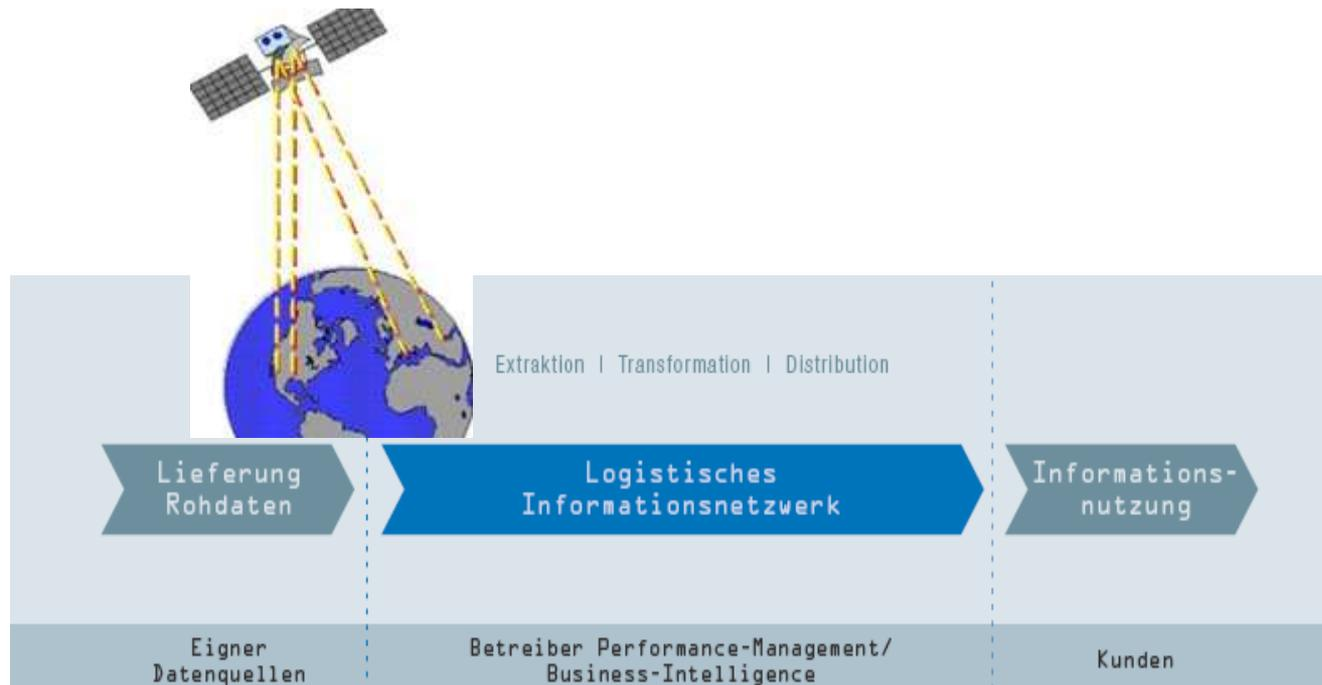 Extraktion | Transformation | Distribution
Lieferung
Rohdaten
Logistisches
Informationsnetzwerk
Informations-
nutzung
Eigner
Datenquellen
Betreiber Performance-Management/
Business-Intelligence
Kunden